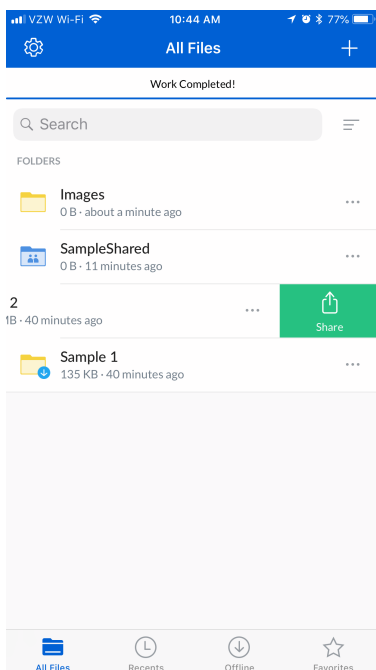 VZW Wi-Fi 10:44 AM 77%
All Files
Work Completed!
Search
FOLDERS
Images
0 B · about a minute ago
SampleShared
0 B · 11 minutes ago
2
MB · 40 minutes ago
Share
Sample 1
135 KB · 40 minutes ago
All Files Recents Offline Favorites